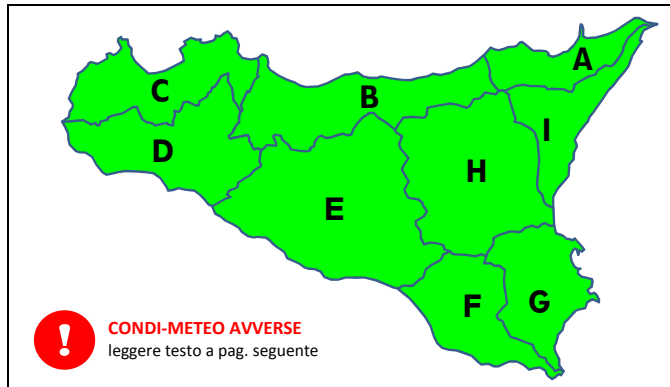 A
C
B
I
D
H
E
F
G
!
CONDI-METEO AVVERSE
leggere testo a pag. seguente